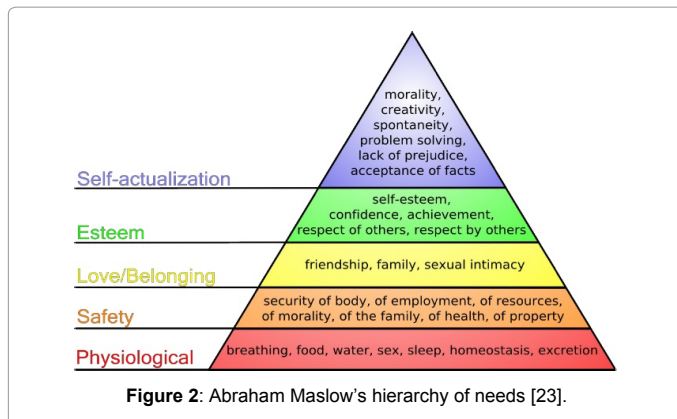 morality,
creativity,
spontaneity,
problem solving,
lack of prejudice,
acceptance of facts
Self-actualization
self-esteem,
confidence, achievement,
respect of others, respect by others
Esteem
friendship, family, sexual intimacy
Love/Belonging
security of body, of employment, of resources,
of morality, of the family, of health, of property
Safety
breathing, food, water, sex, sleep, homeostasis, excretion
Physiological
Figure 2: Abraham Maslow’s hierarchy of needs [23].